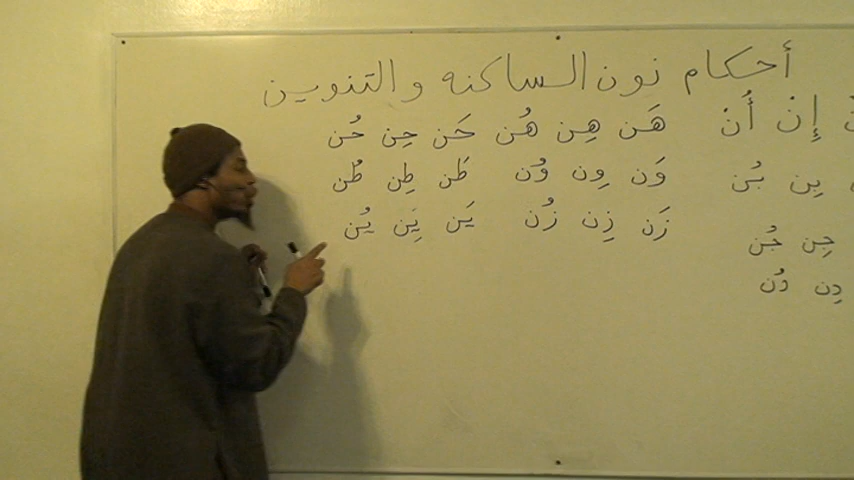 أحكام نون الساكنه والتنوين
إِنْ أُنْ هَن هِن هُن حَن حِن حُن
بِن بُن وَن وِن وُن طَن طِن طُن
جِن جُن زَن زِن زُن يَن يِن يُن
دِن دُن